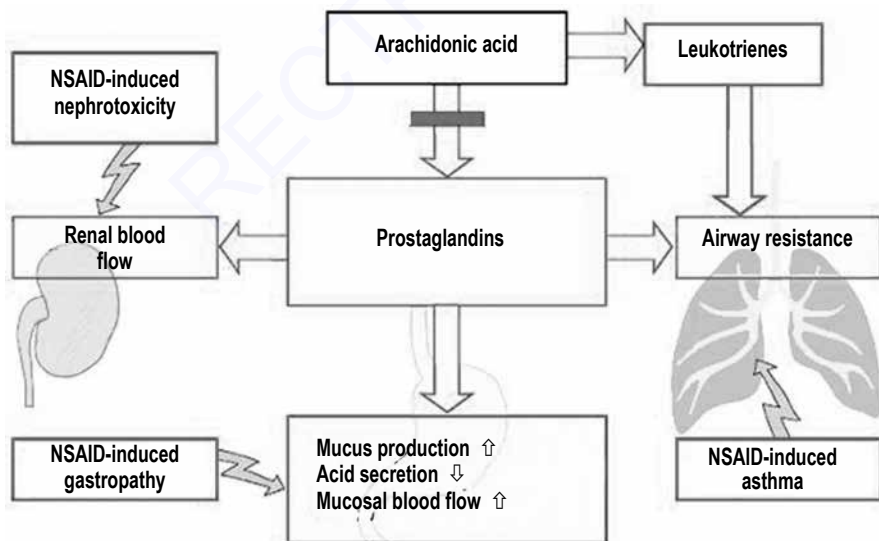 Arachidonic acid
Leukotrienes
NSAID-induced
nephrotoxicity
Renal blood
flow
Prostaglandins
Airway resistance
NSAID-induced
gastropathy
Mucus production ⇧
Acid secretion ⇩
Mucosal blood flow ⇧
NSAID-induced
asthma